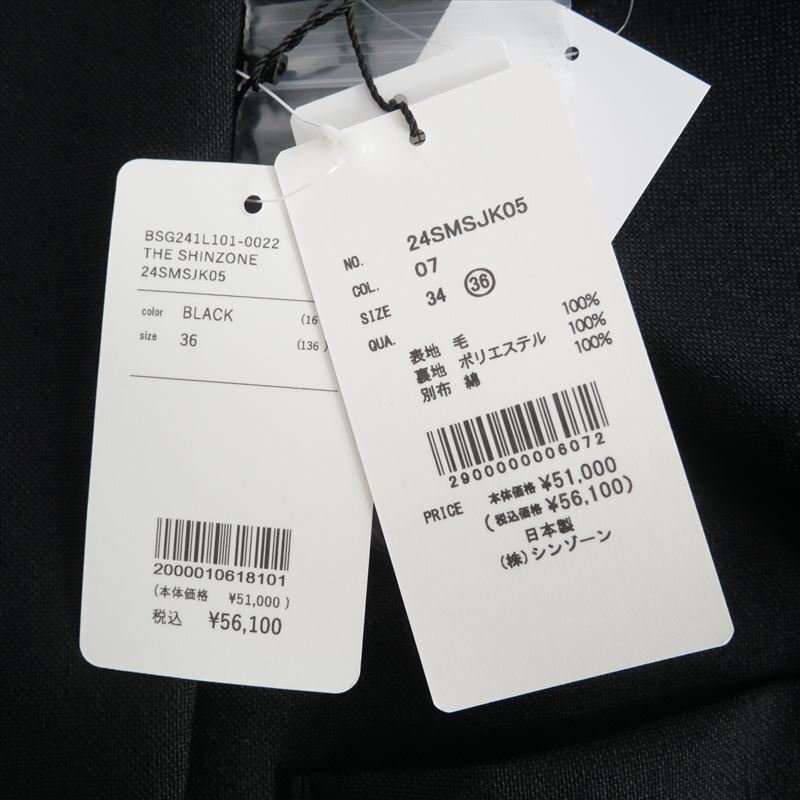 BSG241L101-0022
THE SHINZONE
24SMSJK05
color BLACK (16
size 36 (136)
2000010618101
(本体価格 ¥51,000 )
税込 ¥56,100
NO. 24SMSJK05
COL. 07
SIZE 34 36
QUA.
表地 毛 100%
裏地 ポリエステル 100%
別布 綿 100%
2900000006072
PRICE 本体価格 ¥51,000
(税込価格 ¥56,100)
日本製
(株)シンゾーン